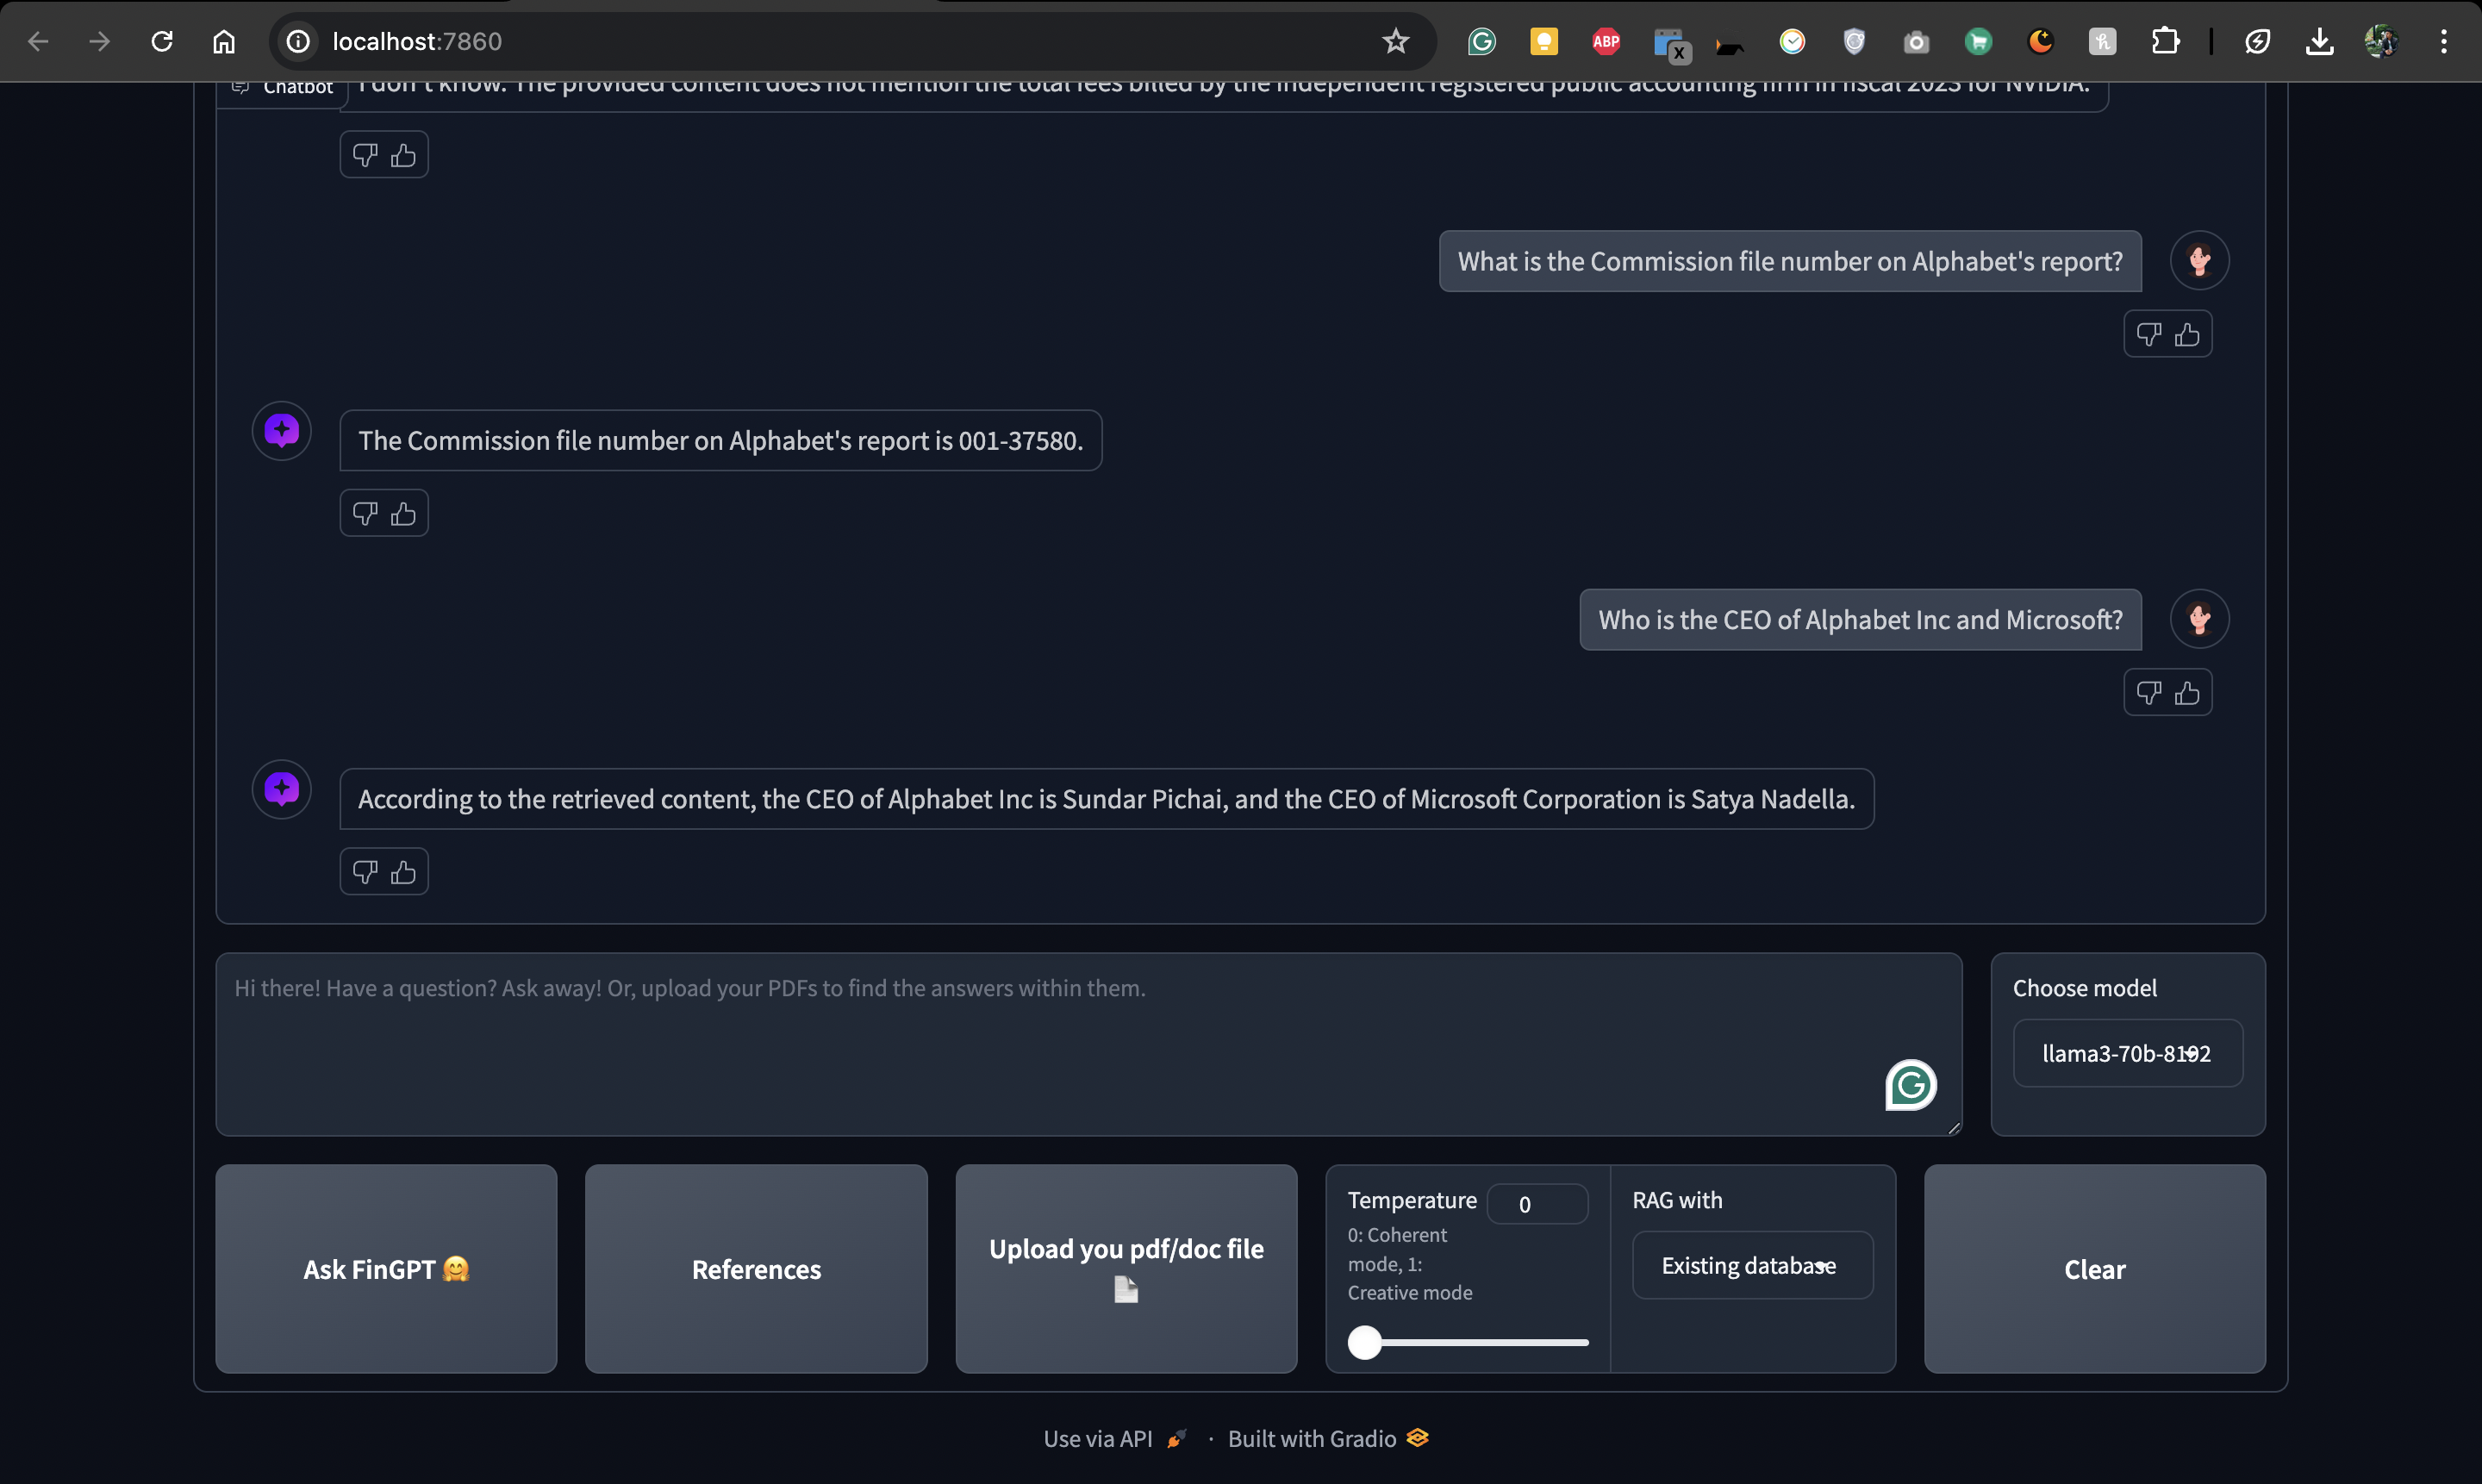 localhost:7860
ABP
X
Chatbot
I don't know. The provided content does not mention the total fees billed by the independent registered public accounting firm in fiscal 2023 for NVIDIA.
What is the Commission file number on Alphabet's report?
The Commission file number on Alphabet's report is 001-37580.
Who is the CEO of Alphabet Inc and Microsoft?
According to the retrieved content, the CEO of Alphabet Inc is Sundar Pichai, and the CEO of Microsoft Corporation is Satya Nadella.
Hi there! Have a question? Ask away! Or, upload your PDFs to find the answers within them.
Choose model
llama3-70b-8192
Ask FinGPT 🤗
References
Upload you pdf/doc file
Temperature 0
0: Coherent
mode, 1:
Creative mode
RAG with
Existing database
Clear
Use via API · Built with Gradio